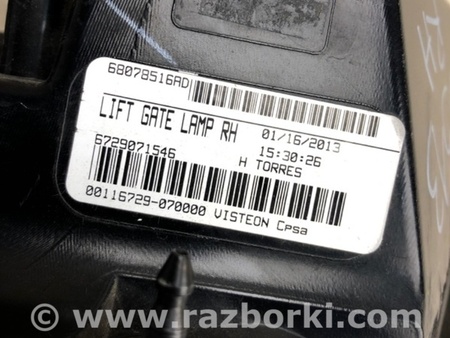 68078516AD
LIFT GATE LAMP RH
01/16/2013
15:30:26
6729071546
H TORRES
00116729-070000 VISTEON Cpsa
© www.razborki.com